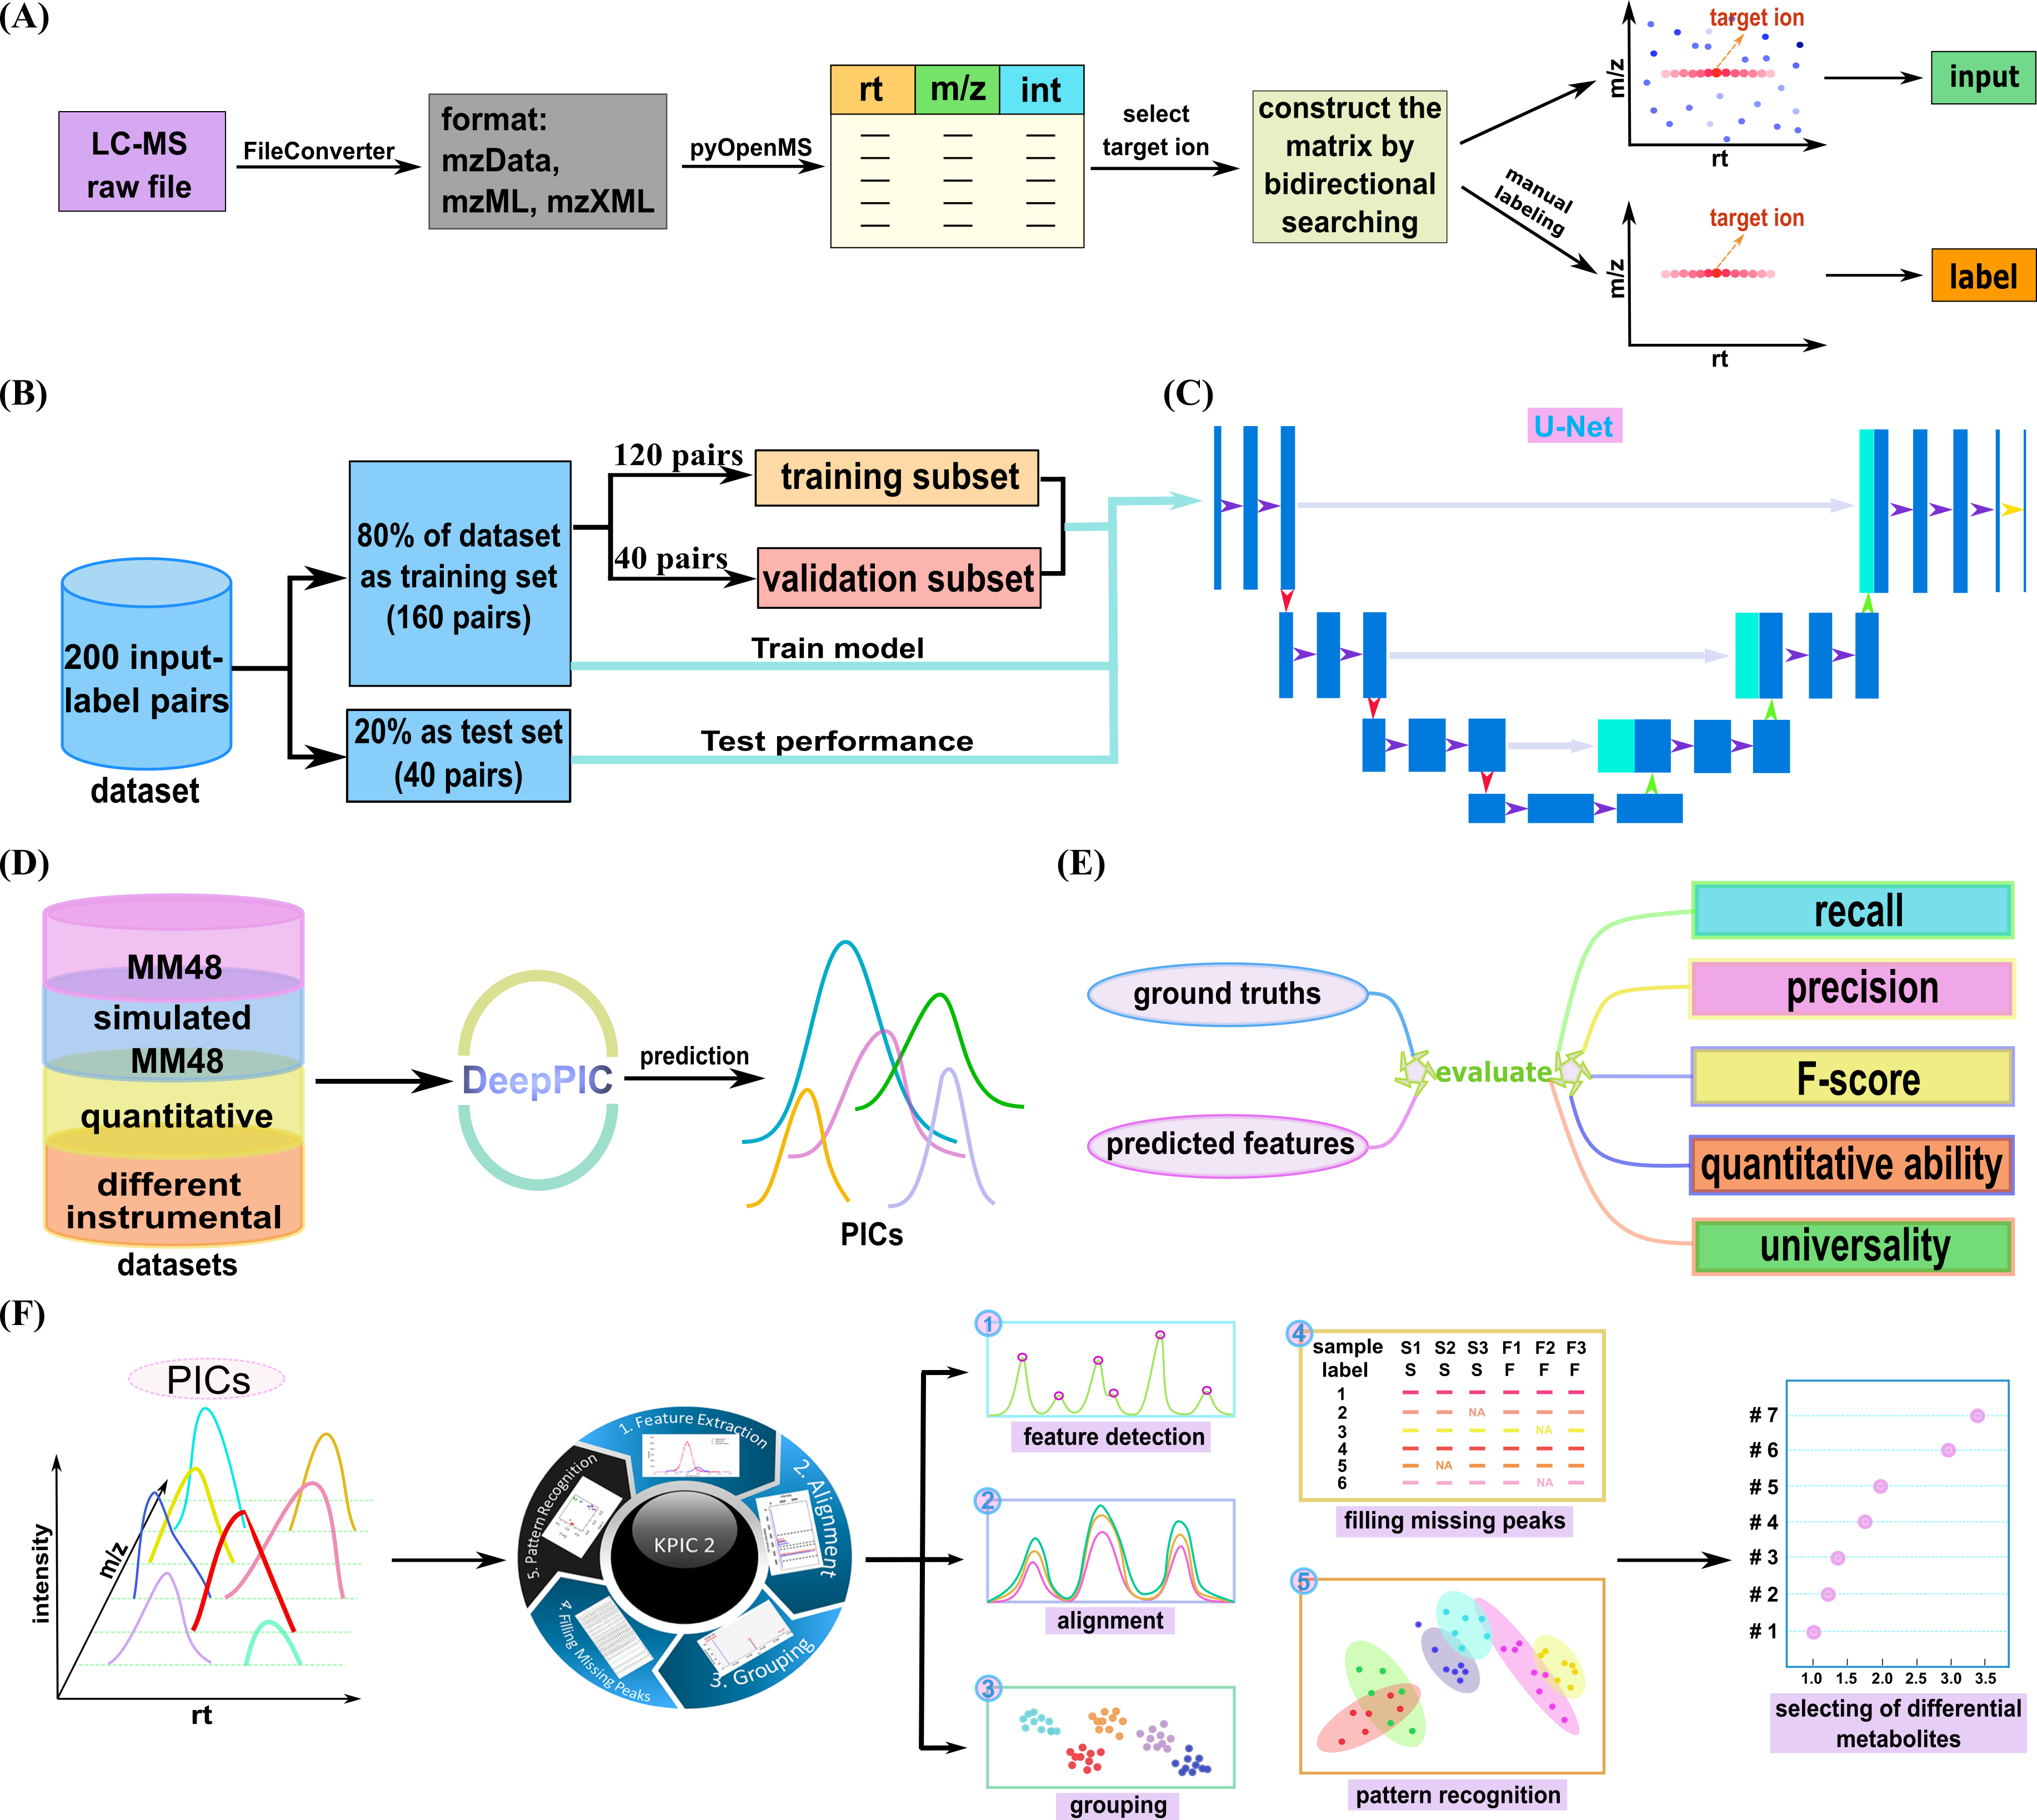 (A)
LC-MS
raw file
FileConverter
format:
mzData,
mzML, mzXML
pyOpenMS
rt m/z int
select
target ion
construct the
matrix by
bidirectional
searching
manual
labeling
target ion
m/z
rt
input
target ion
m/z
rt
label
(B)
200 input-
label pairs
dataset
80% of dataset
as training set
(160 pairs)
20% as test set
(40 pairs)
120 pairs
training subset
40 pairs
validation subset
Train model
Test performance
(C)
U-Net
(D)
MM48
simulated
MM48
quantitative
different
instrumental
datasets
DeepPIC
prediction
PICs
(E)
ground truths
predicted features
evaluate
recall
precision
F-score
quantitative ability
universality
(F)
PICs
intensity
m/z
rt
KPIC 2
1. Feature Extraction
2. Alignment
3. Grouping
4. Filling Missing Peaks
5. Pattern Recognition
1
feature detection
2
alignment
3
grouping
4
sample S1 S2 S3 F1 F2 F3
label S S S F F F
1
2 NA
3 NA
4
5 NA
6 NA
filling missing peaks
5
pattern recognition
# 7
# 6
# 5
# 4
# 3
# 2
# 1
1.0 1.5 2.0 2.5 3.0 3.5
selecting of differential
metabolites